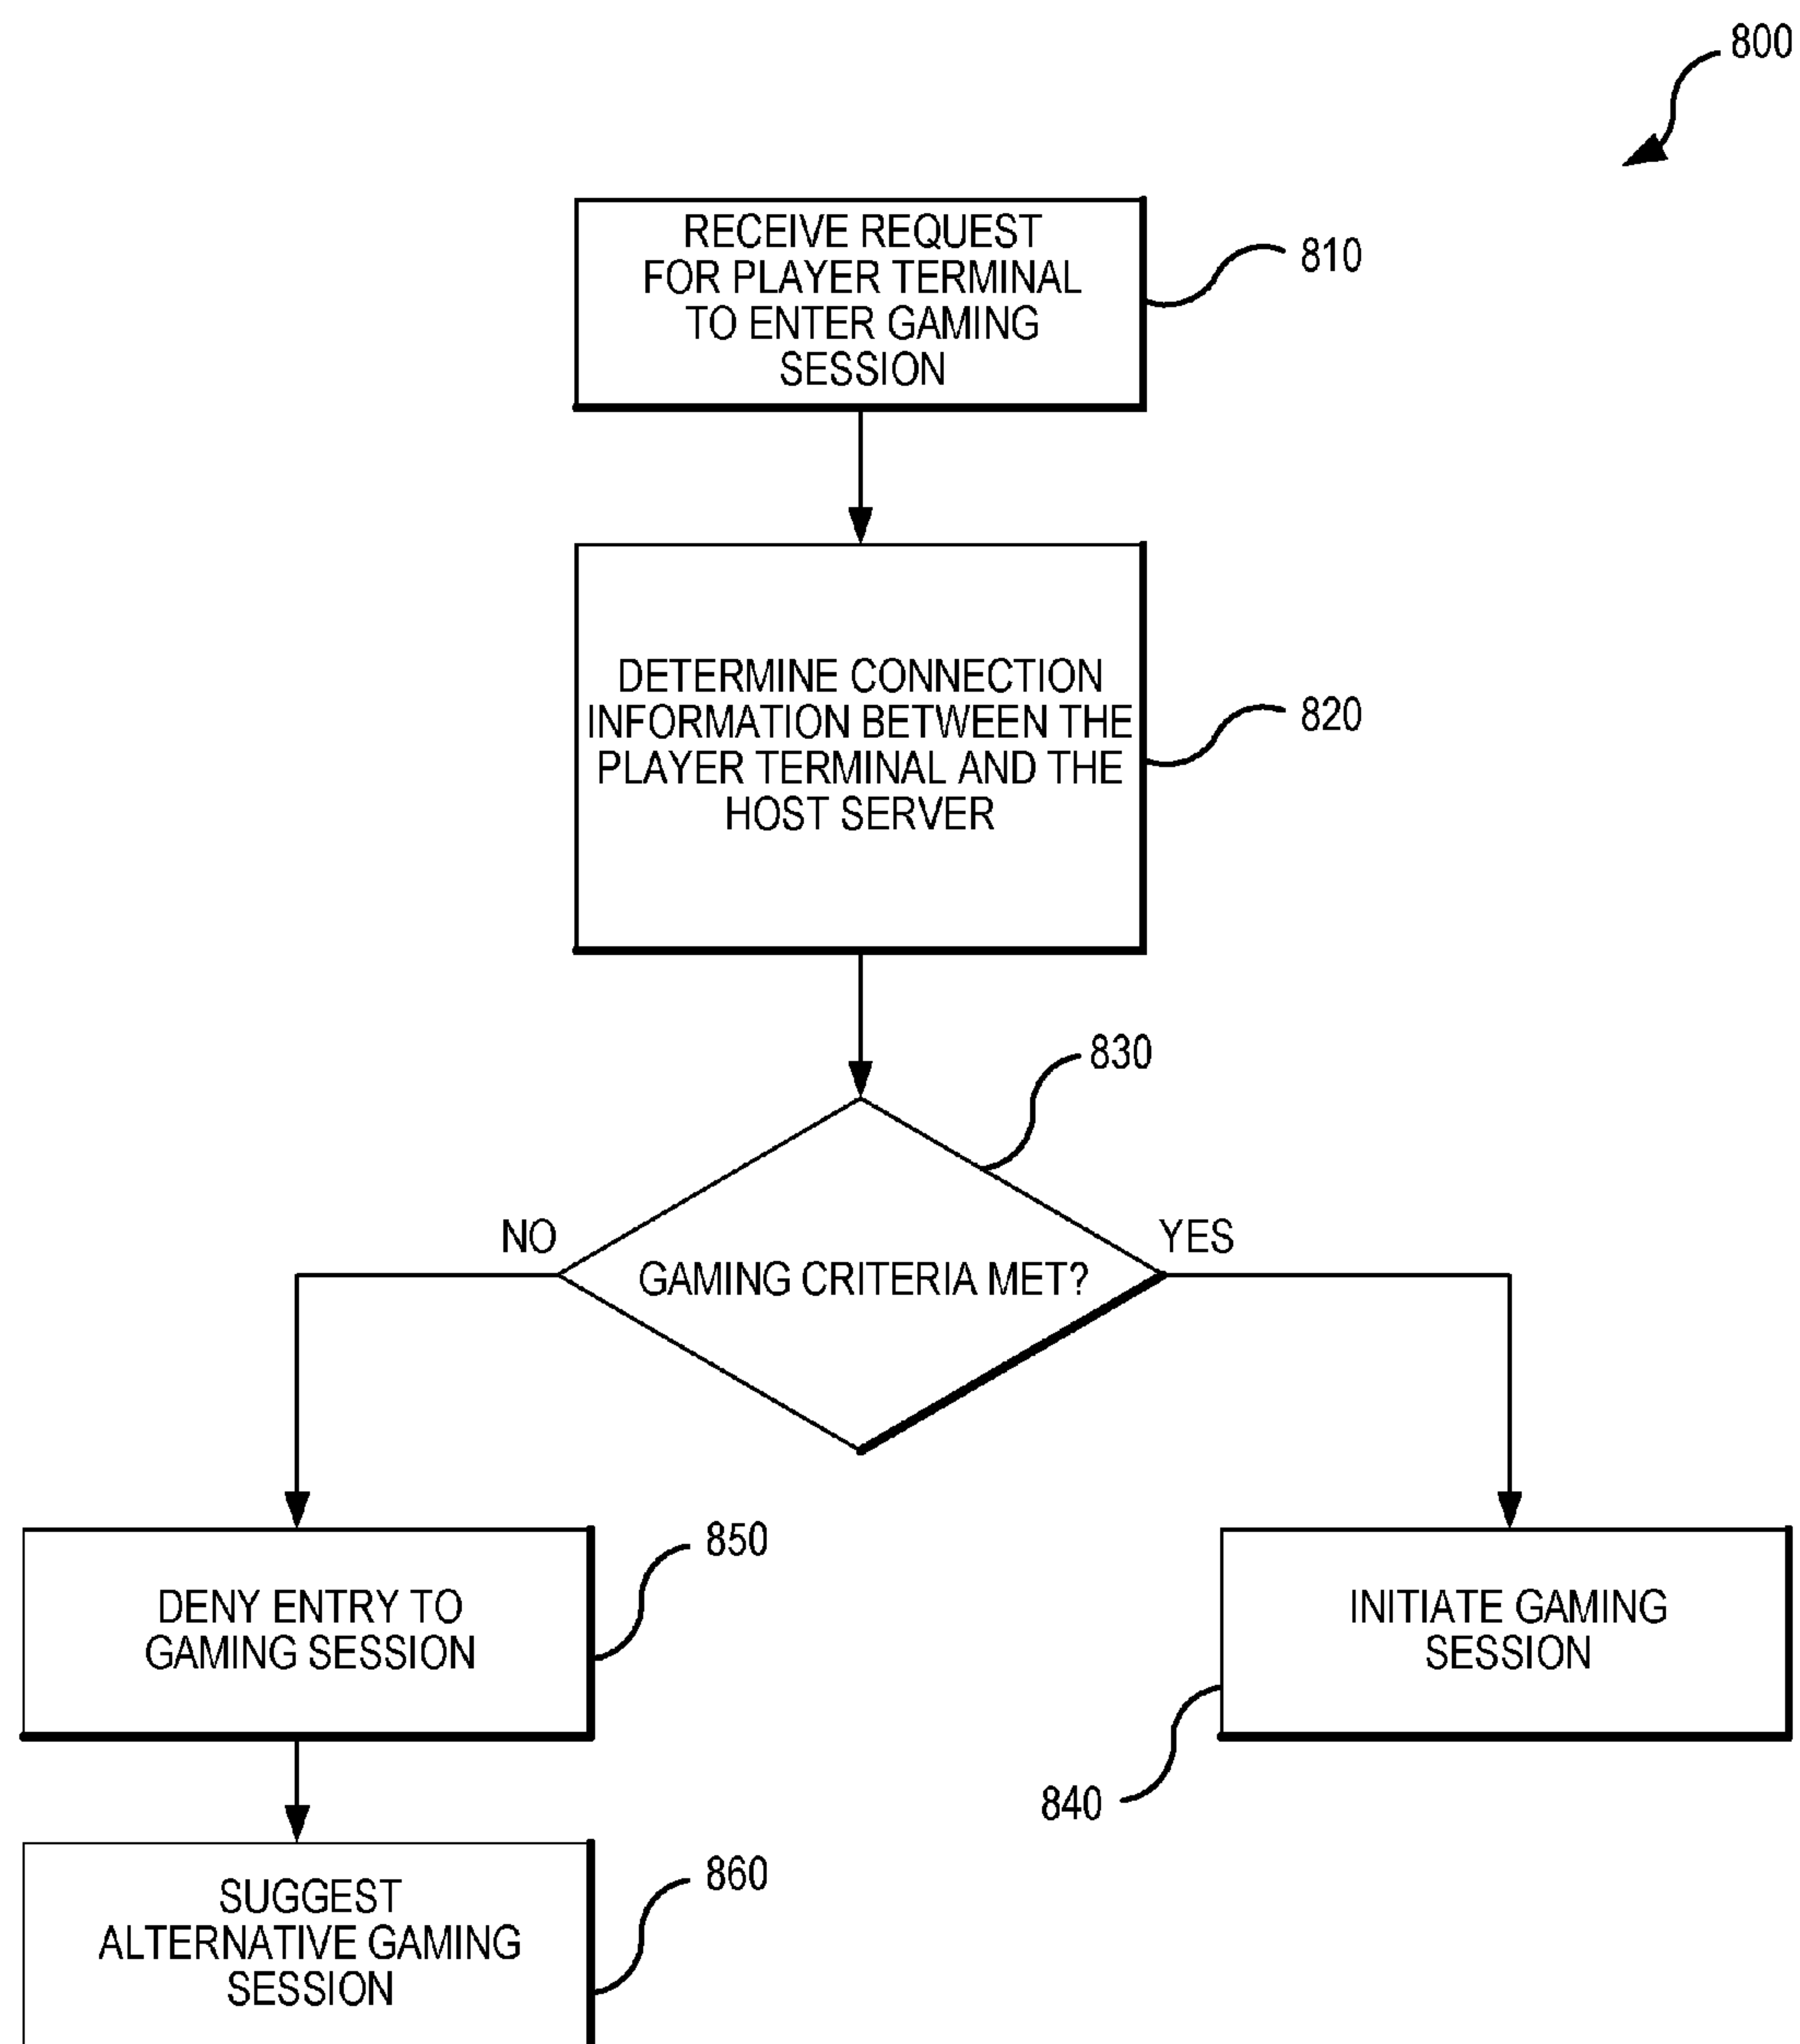 800
RECEIVE REQUEST
FOR PLAYER TERMINAL
TO ENTER GAMING
SESSION
810
DETERMINE CONNECTION
INFORMATION BETWEEN THE
PLAYER TERMINAL AND THE
HOST SERVER
820
830
NO
GAMING CRITERIA MET?
YES
DENY ENTRY TO
GAMING SESSION
850
INITIATE GAMING
SESSION
840
SUGGEST
ALTERNATIVE GAMING
SESSION
860